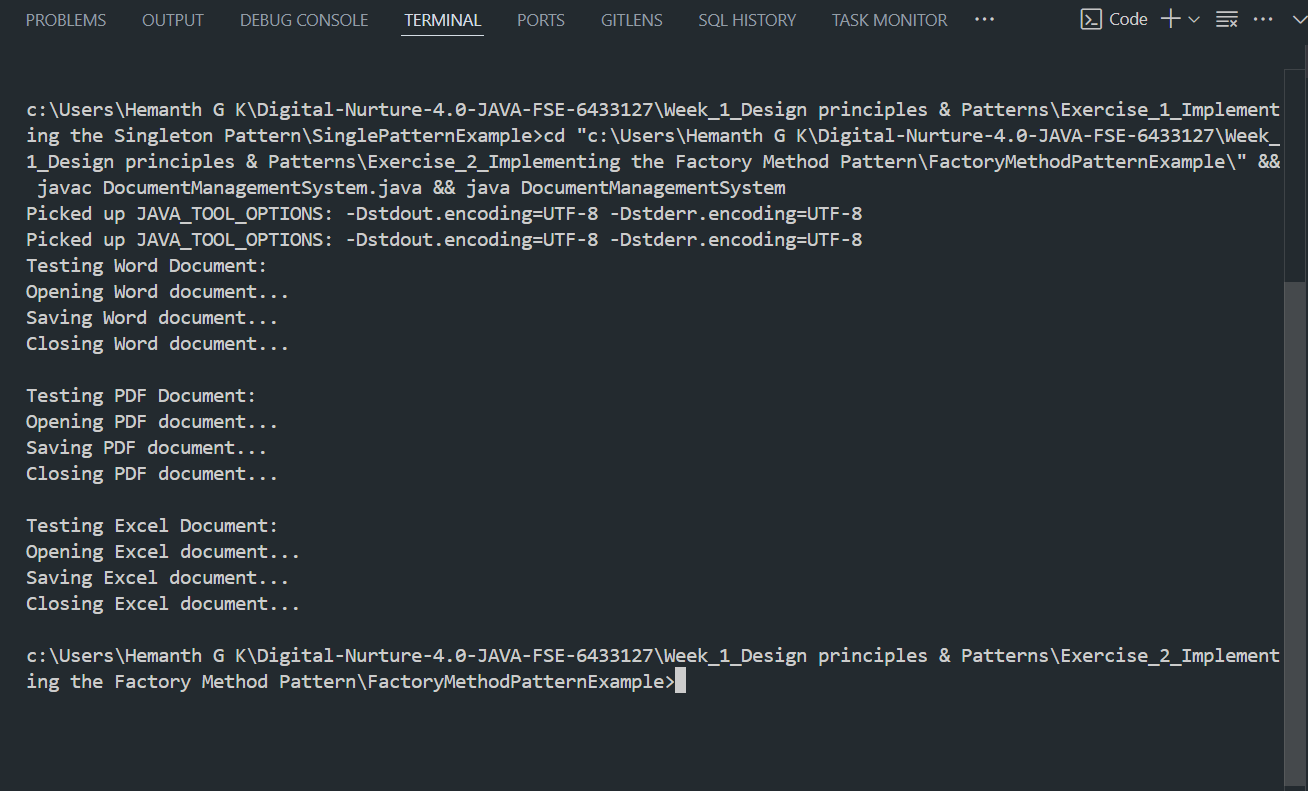 PROBLEMS OUTPUT DEBUG CONSOLE TERMINAL PORTS GITLENS SQL HISTORY TASK MONITOR ··· Code
c:\Users\Hemanth G K\Digital-Nurture-4.0-JAVA-FSE-6433127\Week_1_Design principles & Patterns\Exercise_1_Implement
ing the Singleton Pattern\SinglePatternExample>cd "c:\Users\Hemanth G K\Digital-Nurture-4.0-JAVA-FSE-6433127\Week_
1_Design principles & Patterns\Exercise_2_Implementing the Factory Method Pattern\FactoryMethodPatternExample\" &&
 javac DocumentManagementSystem.java && java DocumentManagementSystem
Picked up JAVA_TOOL_OPTIONS: -Dstdout.encoding=UTF-8 -Dstderr.encoding=UTF-8
Picked up JAVA_TOOL_OPTIONS: -Dstdout.encoding=UTF-8 -Dstderr.encoding=UTF-8
Testing Word Document:
Opening Word document...
Saving Word document...
Closing Word document...

Testing PDF Document:
Opening PDF document...
Saving PDF document...
Closing PDF document...

Testing Excel Document:
Opening Excel document...
Saving Excel document...
Closing Excel document...

c:\Users\Hemanth G K\Digital-Nurture-4.0-JAVA-FSE-6433127\Week_1_Design principles & Patterns\Exercise_2_Implement
ing the Factory Method Pattern\FactoryMethodPatternExample>